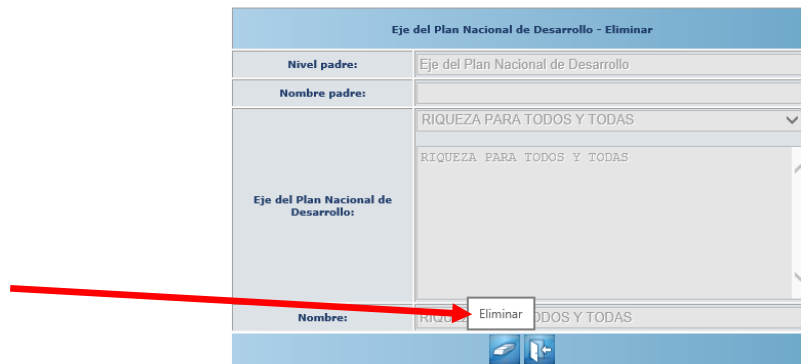 Eje del Plan Nacional de Desarrollo - Eliminar
Nivel padre:
Eje del Plan Nacional de Desarrollo
Nombre padre:
RIQUEZA PARA TODOS Y TODAS
RIQUEZA PARA TODOS Y TODAS
Eje del Plan Nacional de
Desarrollo:
Eliminar
Nombre:
TODOS Y TODAS